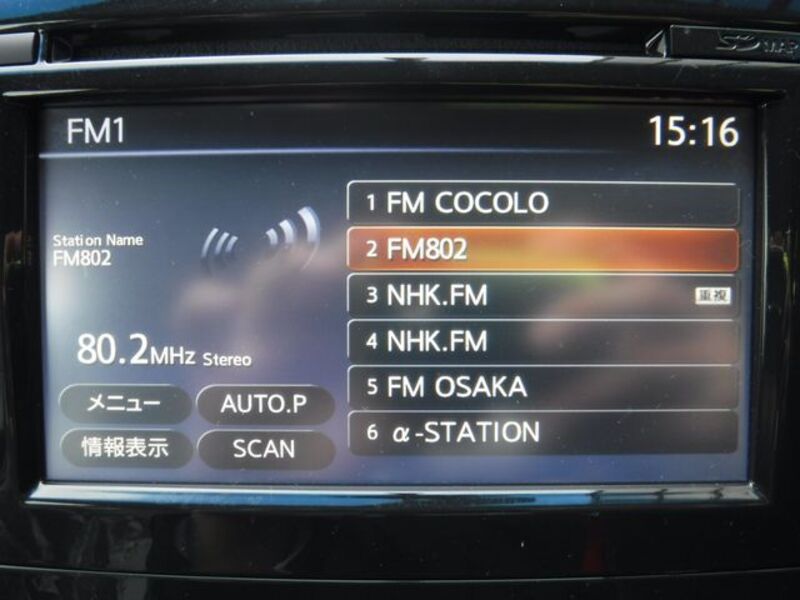 FM1
15:16
Station Name
FM802
80.2MHz Stereo
メニュー
AUTO.P
情報表示
SCAN
1 FM COCOLO
2 FM802
3 NHK.FM 重複
4 NHK.FM
5 FM OSAKA
6 α-STATION